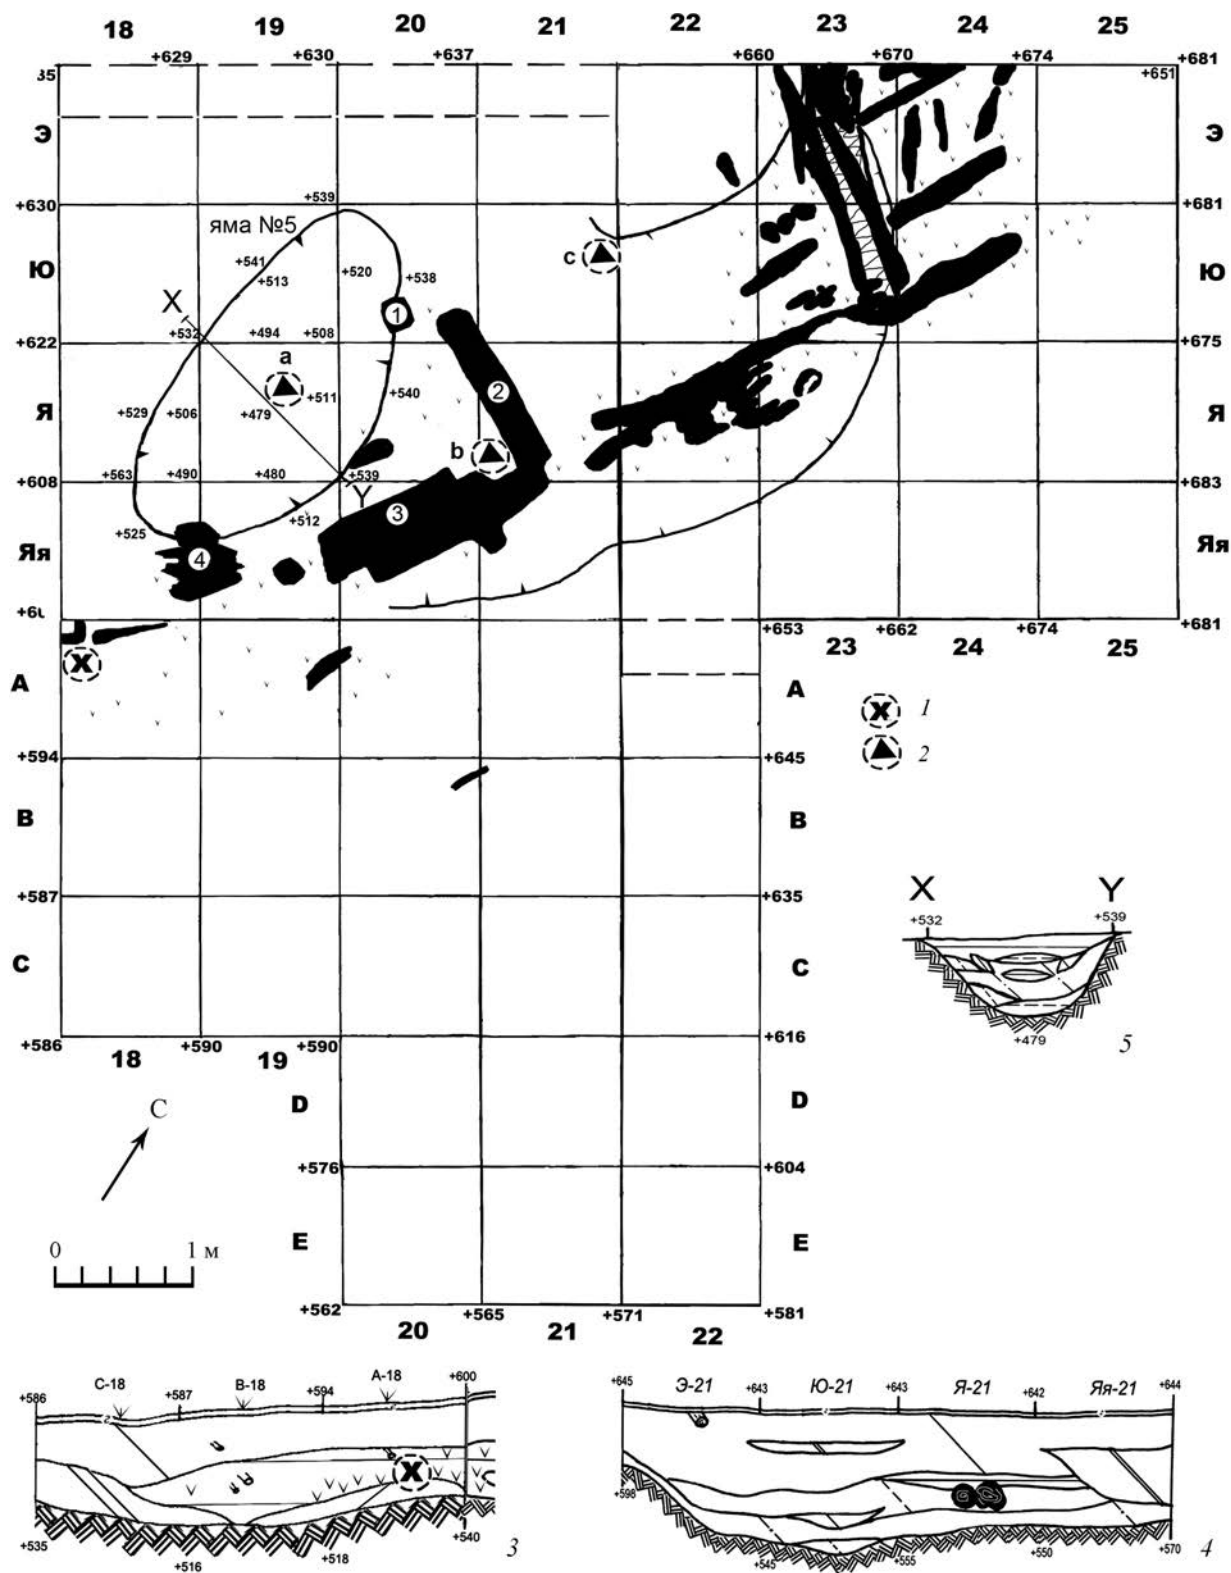 18 19 20 21 22 23 24 25
+629 +630 +637 +660 +670 +674 +681
35 +651
Э Э
+539
+630 +681
яма №5
+541 +520 +538
+513
Ю c Ю
X
1
+532 +494 +508
+622 +675
a
2
+511 +540
+529 +506 +479
Я Я
b
+563 +490 +480 +539
+608 +683
Y
+525 +512 3
Яя 4 Яя
+653 +662 +674 +681
23 24 25
x
А А
x 1
2
+594 +645
В В
X Y
+587 +635
+532 +539
С С
+479 5
+586 +590 +590 +616
18 19
С
D D
+576 +604
0 1 м
E E
+562 +565 +571 +581
20 21 22
+586 С-18 +587 В-18 +594 А-18 +600
x
+535 +516 +518 +540 3
+645 Э-21 +643 Ю-21 +643 Я-21 +642 Яя-21 +644
+598 +545 +555 +550 +570 4